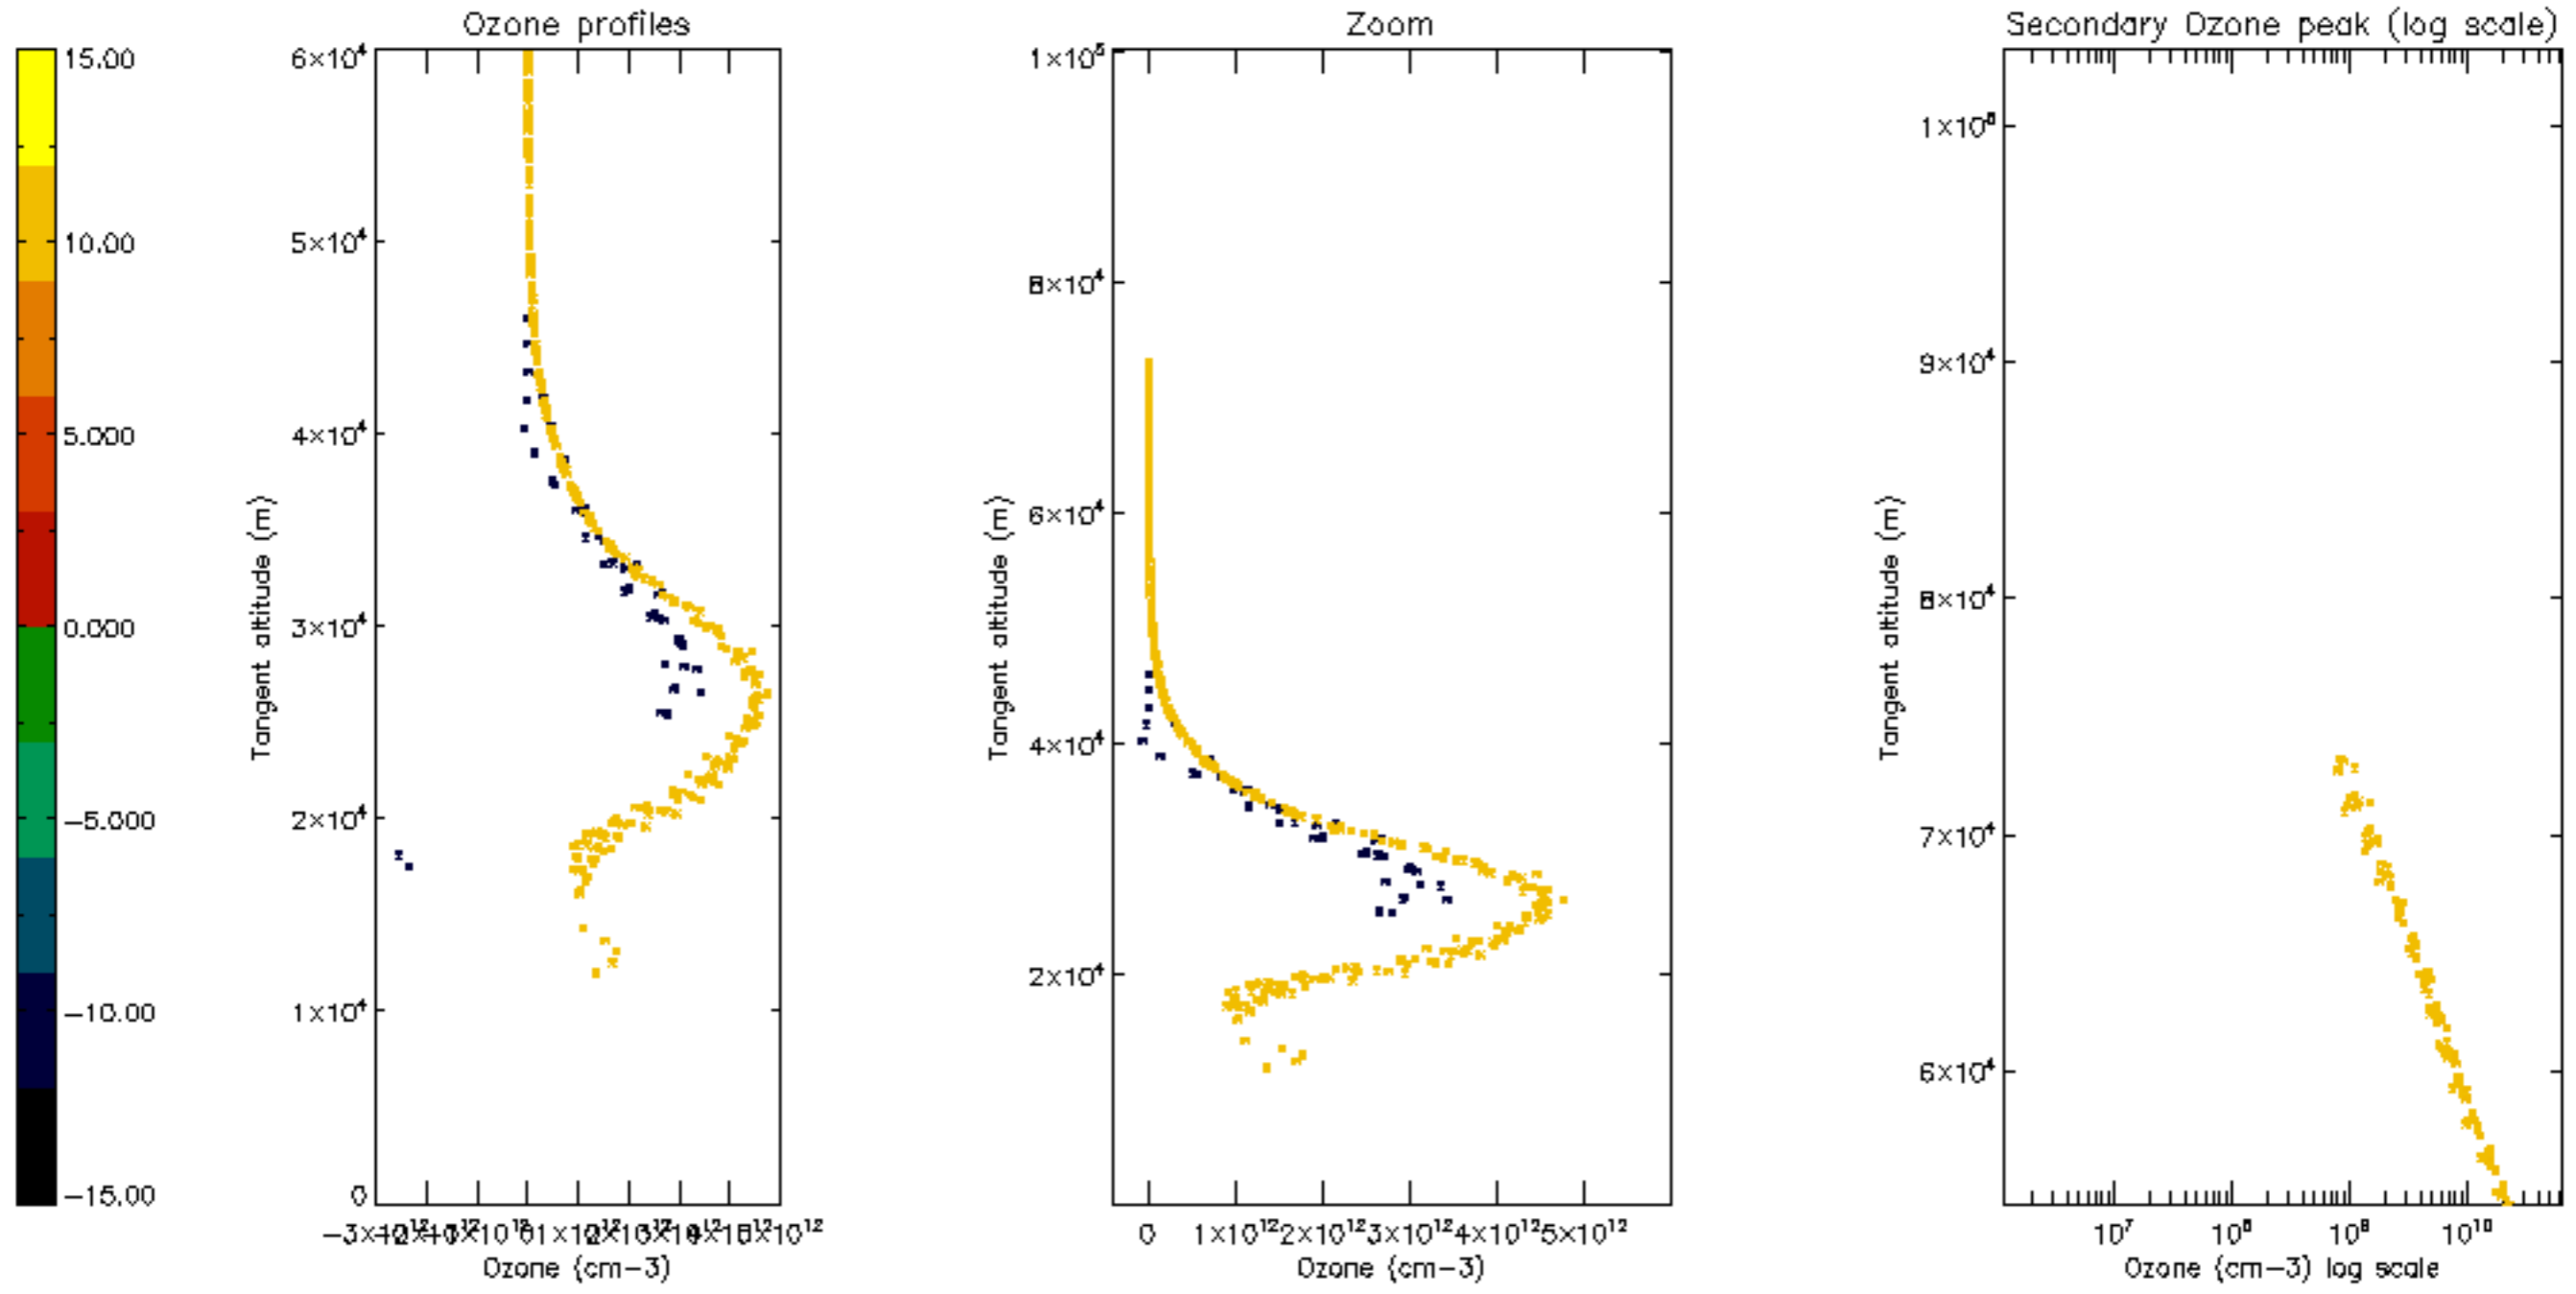 Ozone profiles
Zoom
Secondary Ozone peak (log scale)
15.00
10.00
5.000
0.000
−5.000
−10.00
−15.00
Tangent altitude (m)
6×10⁴
5×10⁴
4×10⁴
3×10⁴
2×10⁴
1×10⁴
0
Ozone (cm−3)
Tangent altitude (m)
1×10⁵
8×10⁴
6×10⁴
4×10⁴
2×10⁴
0 1×10¹² 2×10¹² 3×10¹² 4×10¹² 5×10¹²
Ozone (cm−3)
Tangent altitude (m)
1×10⁵
9×10⁴
8×10⁴
7×10⁴
6×10⁴
10⁷ 10⁸ 10⁹ 10¹⁰
Ozone (cm−3) log scale